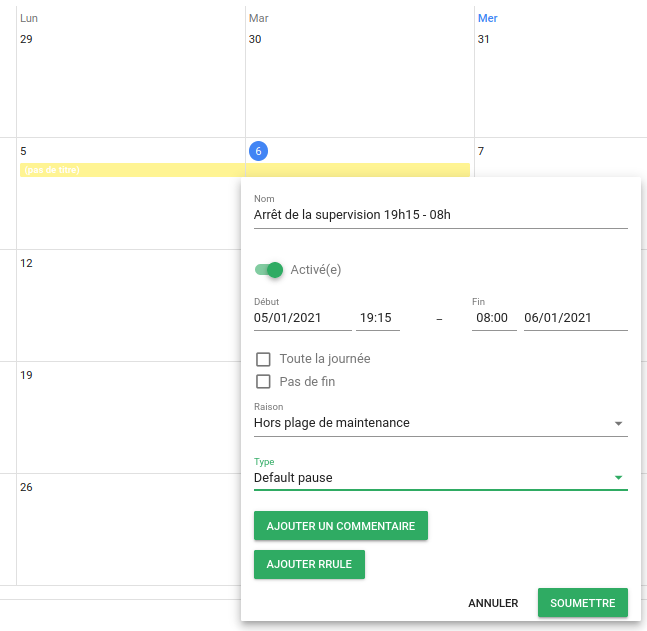 Lun Mar Mer
29 30 31
5 6 7
(pas de titre)
Nom
Arrêt de la supervision 19h15 - 08h
12
Activé(e)
Début Fin
05/01/2021 19:15 – 08:00 06/01/2021
Toute la journée
19
Pas de fin
Raison
Hors plage de maintenance
Type
Default pause
26
AJOUTER UN COMMENTAIRE
AJOUTER RRULE
ANNULER SOUMETTRE